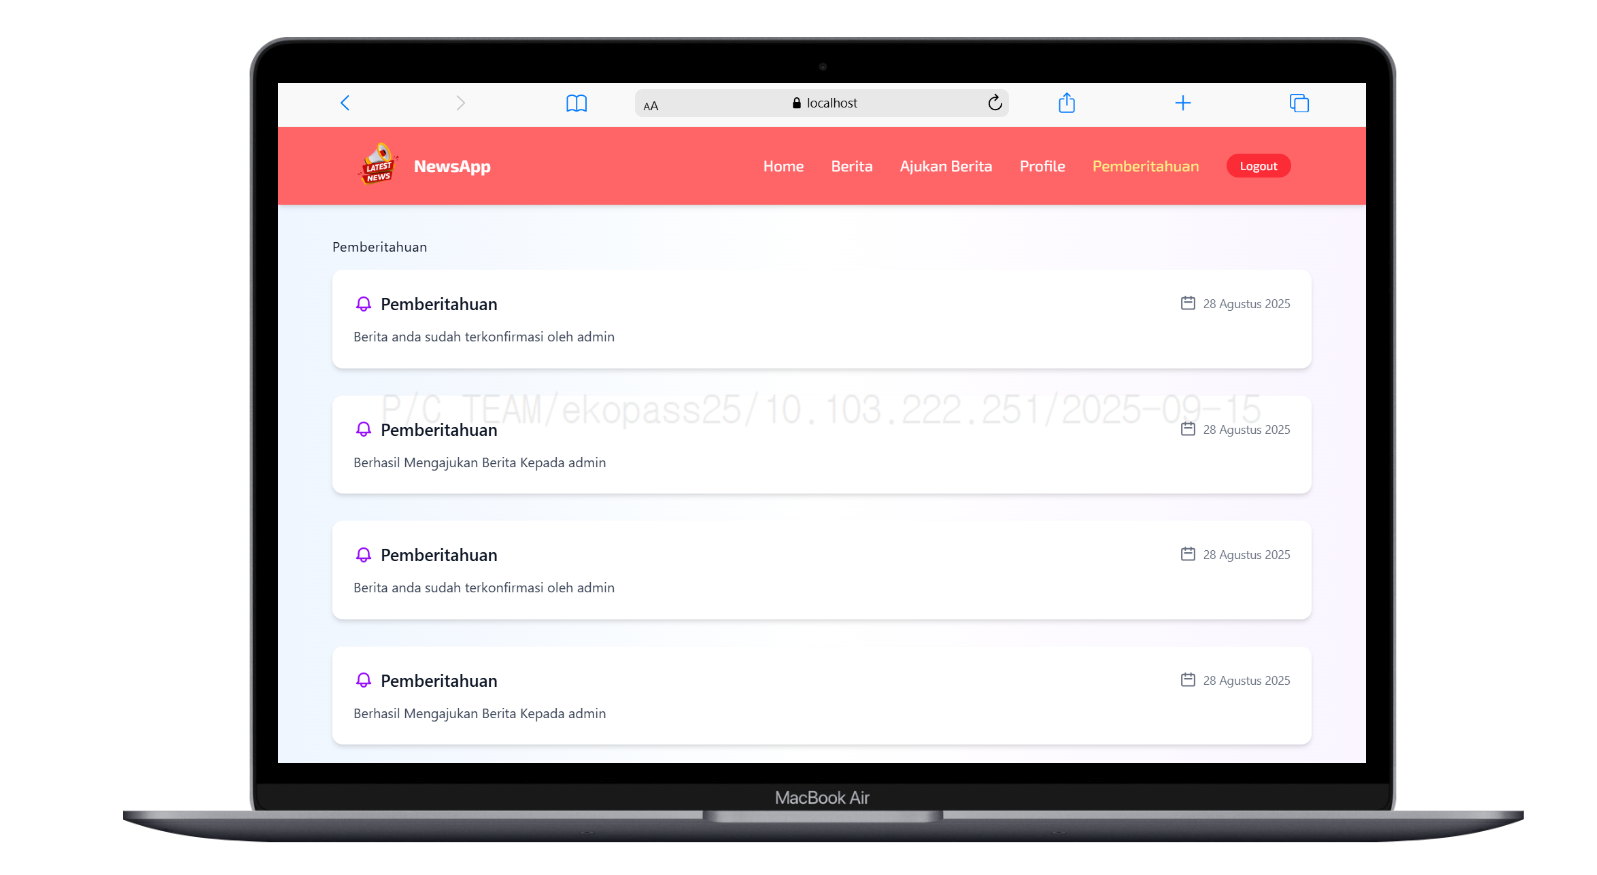 AA localhost
LATEST NEWS NewsApp Home Berita Ajukan Berita Profile Pemberitahuan Logout
Pemberitahuan
Pemberitahuan 28 Agustus 2025
Berita anda sudah terkonfirmasi oleh admin
P/C TEAM/ekopass25/10.103.222.251/2025-09-15
Pemberitahuan 28 Agustus 2025
Berhasil Mengajukan Berita Kepada admin
Pemberitahuan 28 Agustus 2025
Berita anda sudah terkonfirmasi oleh admin
Pemberitahuan 28 Agustus 2025
Berhasil Mengajukan Berita Kepada admin
MacBook Air